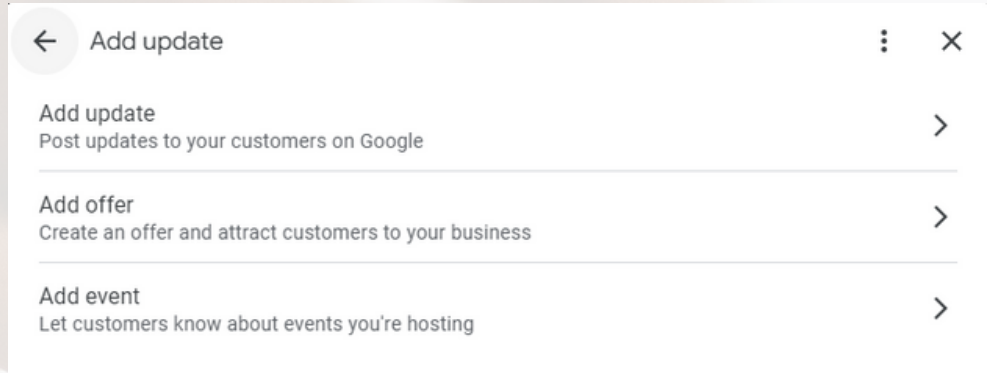 Add update
Add update
Post updates to your customers on Google
Add offer
Create an offer and attract customers to your business
Add event
Let customers know about events you're hosting